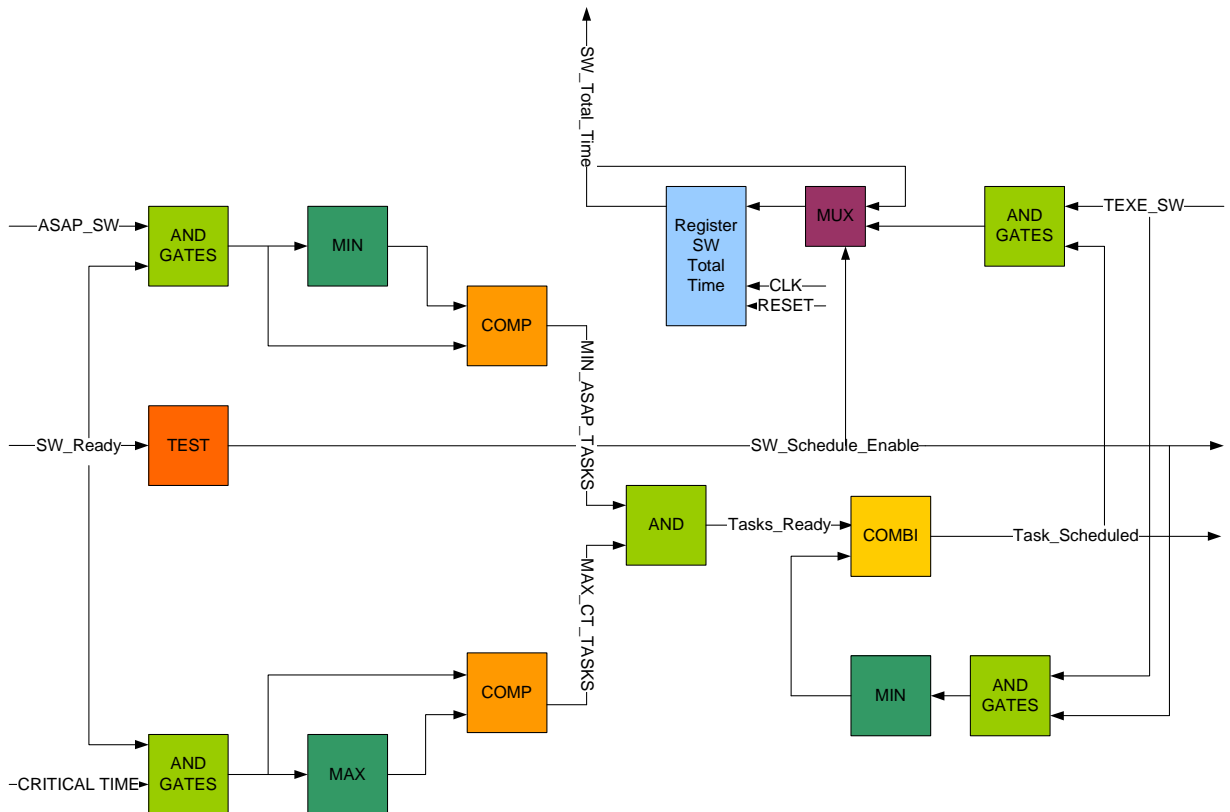 SW_Total_Time
ASAP_SW
AND
GATES
MIN
Register
SW
Total
Time
MUX
AND
GATES
TEXE_SW
CLK
RESET
COMP
MIN_ASAP_TASKS
SW_Ready
TEST
SW_Schedule_Enable
AND
Tasks_Ready
COMBI
Task_Scheduled
MAX_CT_TASKS
COMP
MIN
AND
GATES
CRITICAL TIME
AND
GATES
MAX